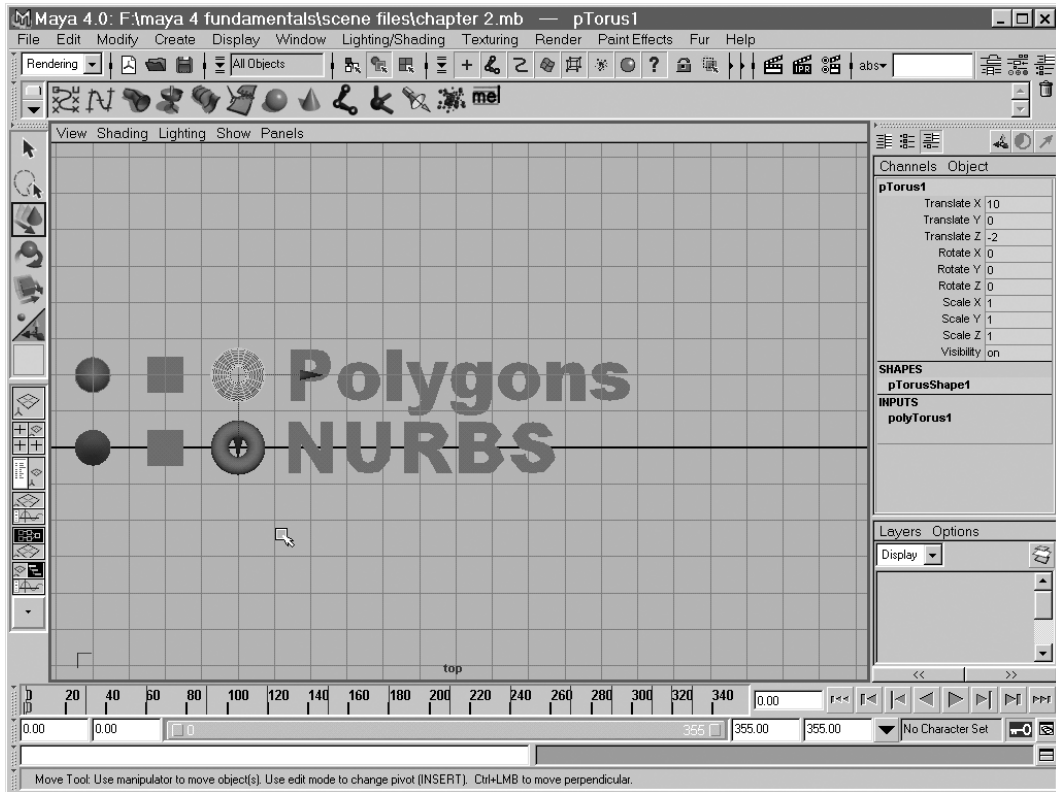 Maya 4.0: F:\maya 4 fundamentals\scene files\chapter 2.mb — pTorus1
File Edit Modify Create Display Window Lighting/Shading Texturing Render Paint Effects Fur Help
Rendering All Objects ? abs
mel
View Shading Lighting Show Panels
Channels Object
pTorus1
Translate X 10
Translate Y 0
Translate Z -2
Rotate X 0
Rotate Y 0
Rotate Z 0
Scale X 1
Scale Y 1
Scale Z 1
Visibility on
SHAPES
pTorusShape1
INPUTS
polyTorus1
Polygons
NURBS
Layers Options
Display
top
<< >>
0 20 40 60 80 100 120 140 160 180 200 220 240 260 280 300 320 340 0.00
0.00 0.00 0 355 355.00 355.00 No Character Set
Move Tool: Use manipulator to move object(s). Use edit mode to change pivot (INSERT). Ctrl+LMB to move perpendicular.